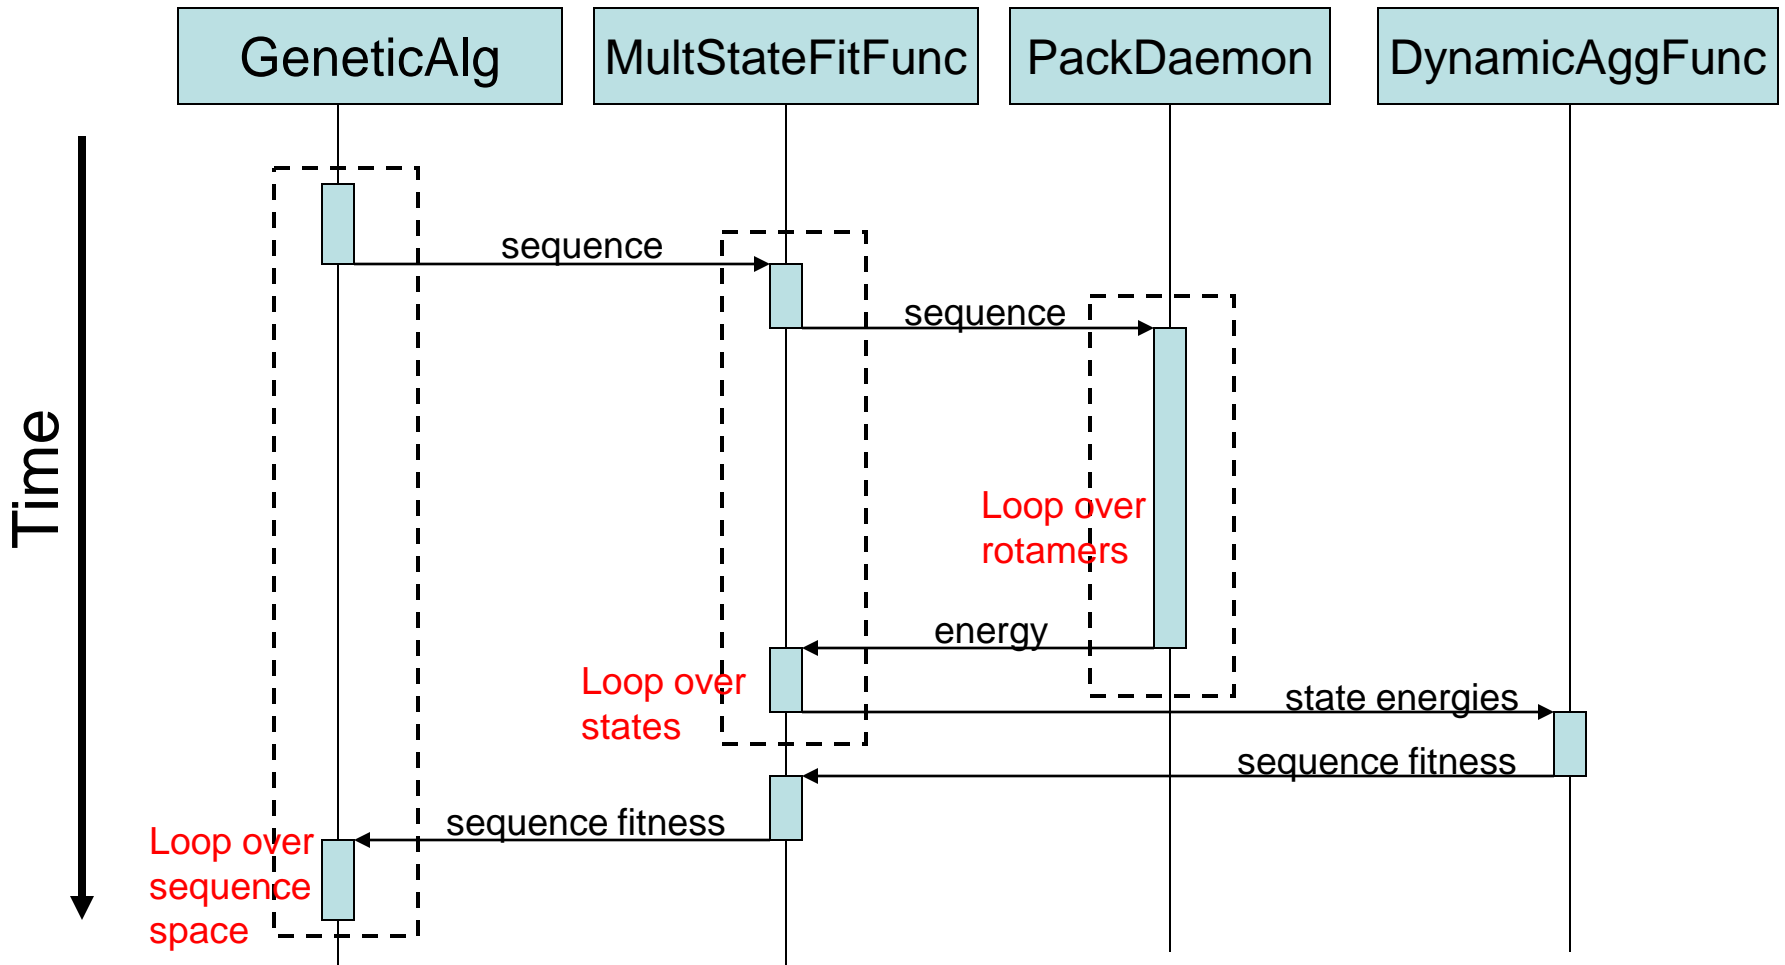 GeneticAlg
MultStateFitFunc
PackDaemon
DynamicAggFunc
Time
sequence
sequence
Loop over
rotamers
energy
Loop over
states
state energies
sequence fitness
sequence fitness
Loop over
sequence
space